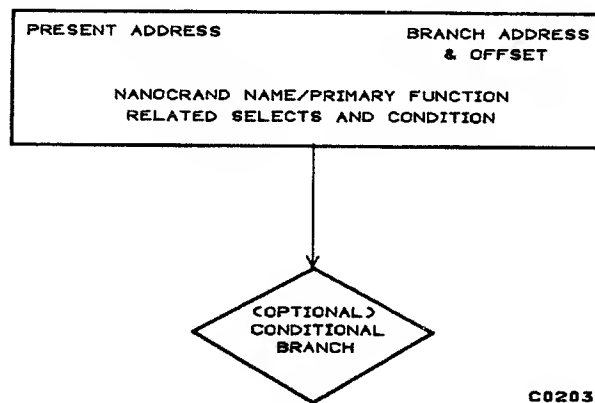 PRESENT ADDRESS BRANCH ADDRESS
& OFFSET
NANOCRAND NAME/PRIMARY FUNCTION
RELATED SELECTS AND CONDITION
(OPTIONAL)
CONDITIONAL
BRANCH
C0203